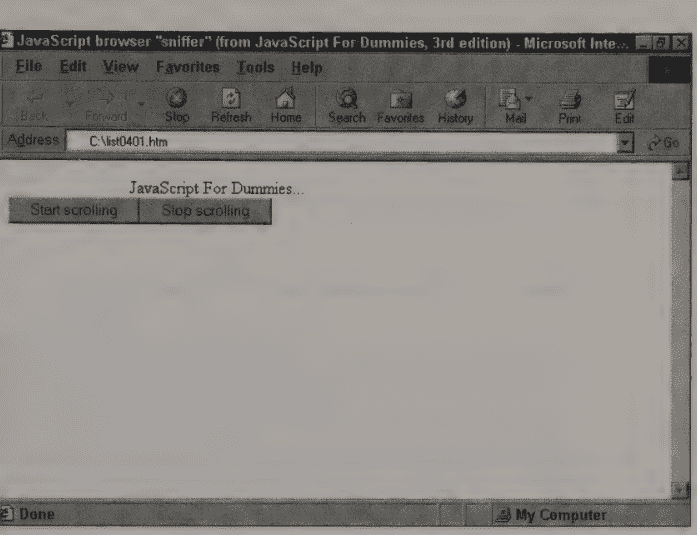 JavaScript browser "sniffer" (from JavaScript For Dummies, 3rd edition) - Microsoft Inte...
File Edit View Favorites Tools Help
Back Forward Stop Refresh Home Search Favorites History Mail Print Edit
Address C:\list0401.htm Go
JavaScript For Dummies...
Start scrolling Stop scrolling
Done My Computer